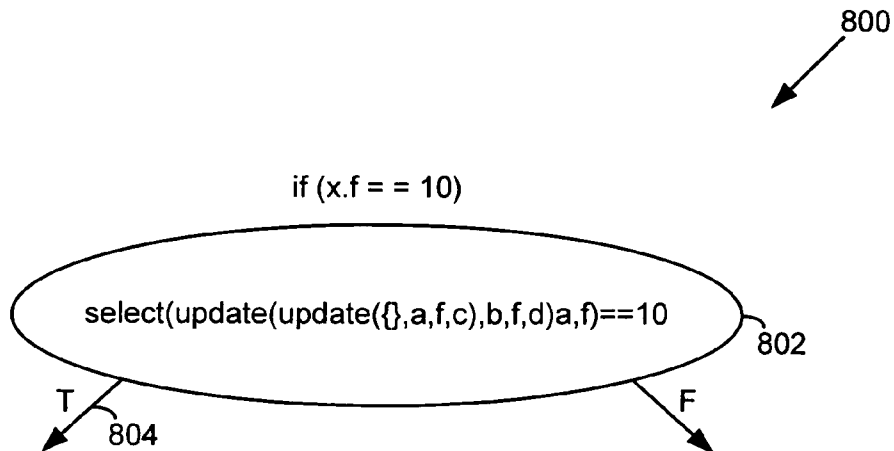 800
if (x.f = = 10)
select(update(update({},a,f,c),b,f,d)a,f)==10
802
T
F
804